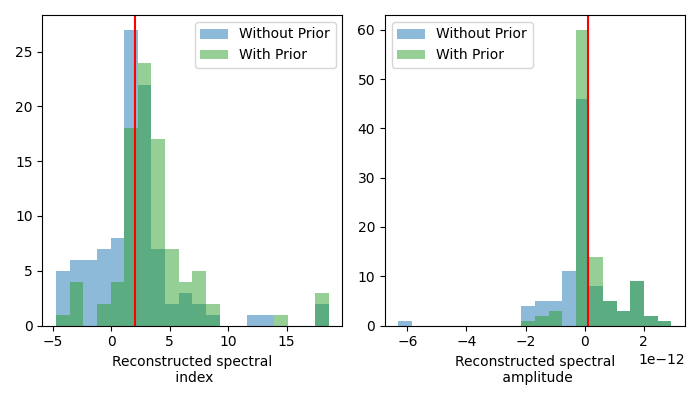 Without Prior
With Prior
25
20
15
10
5
0
−5
0
5
10
15
Reconstructed spectral
index
Without Prior
With Prior
60
50
40
30
20
10
0
−6
−4
−2
0
2
1e−12
Reconstructed spectral
amplitude